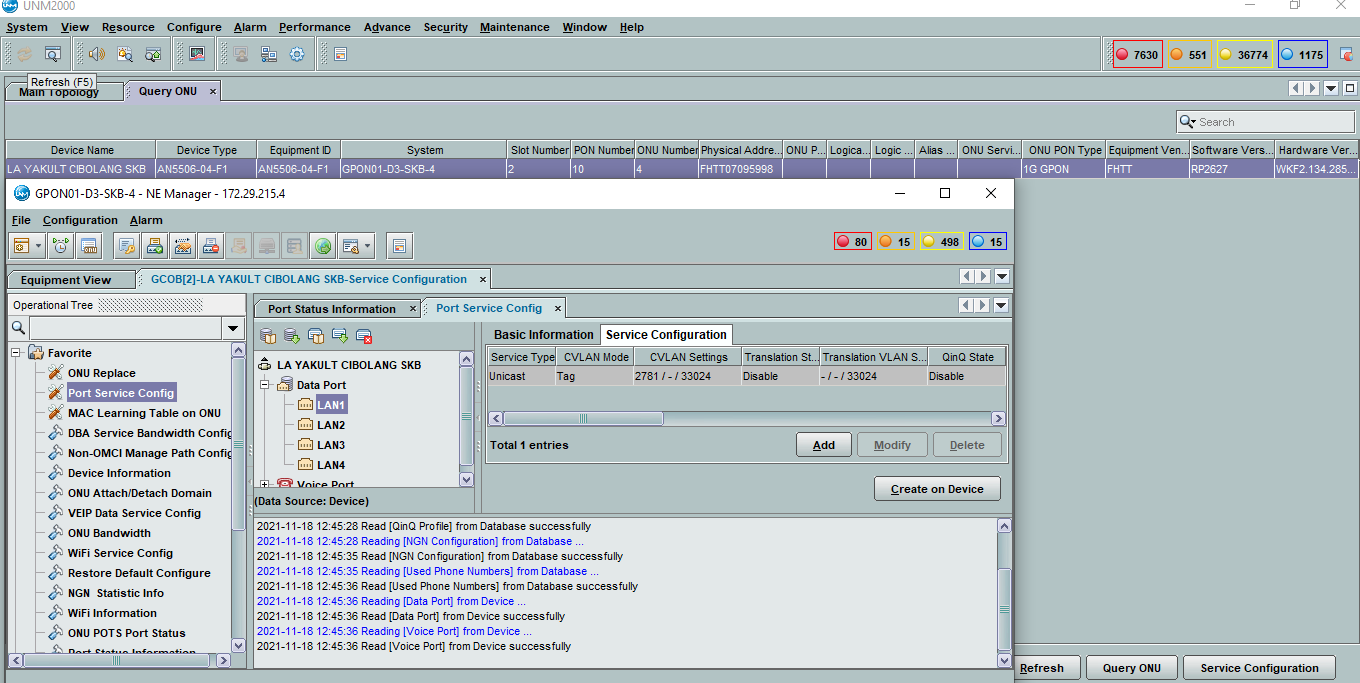 UNM2000
System View Resource Configure Alarm Performance Advance Security Maintenance Window Help
7630 551 36774 1175
Refresh (F5)
Main Topology Query ONU ×
Search
Device Name Device Type Equipment ID System Slot Number PON Number ONU Number Physical Addre... ONU P... Logica... Logic ... Alias ... ONU Servi... ONU PON Type Equipment Ven... Software Vers... Hardware Ver...
LA YAKULT CIBOLANG SKB AN5506-04-F1 AN5506-04-F1 GPON01-D3-SKB-4 2 10 4 FHTT07095998 1G GPON FHTT RP2627 WKF2.134.285...
GPON01-D3-SKB-4 - NE Manager - 172.29.215.4
File Configuration Alarm
80 15 498 15
Equipment View GCOB[2]-LA YAKULT CIBOLANG SKB-Service Configuration ×
Operational Tree
Favorite
ONU Replace
Port Service Config
MAC Learning Table on ONU
DBA Service Bandwidth Config
Non-OMCI Manage Path Config
Device Information
ONU Attach/Detach Domain
VEIP Data Service Config
ONU Bandwidth
WiFi Service Config
Restore Default Configure
NGN Statistic Info
WiFi Information
ONU POTS Port Status
Port Status Information
Port Status Information × Port Service Config ×
LA YAKULT CIBOLANG SKB
Data Port
LAN1
LAN2
LAN3
LAN4
Voice Port
(Data Source: Device)
Basic Information Service Configuration
Service Type CVLAN Mode CVLAN Settings Translation St... Translation VLAN S... QinQ State
Unicast Tag 2781 / - / 33024 Disable - / - / 33024 Disable
Total 1 entries Add Modify Delete
Create on Device
2021-11-18 12:45:28 Read [QinQ Profile] from Database successfully
2021-11-18 12:45:28 Reading [NGN Configuration] from Database ...
2021-11-18 12:45:35 Read [NGN Configuration] from Database successfully
2021-11-18 12:45:35 Reading [Used Phone Numbers] from Database ...
2021-11-18 12:45:36 Read [Used Phone Numbers] from Database successfully
2021-11-18 12:45:36 Reading [Data Port] from Device ...
2021-11-18 12:45:36 Read [Data Port] from Device successfully
2021-11-18 12:45:36 Reading [Voice Port] from Device ...
2021-11-18 12:45:36 Read [Voice Port] from Device successfully
Refresh Query ONU Service Configuration